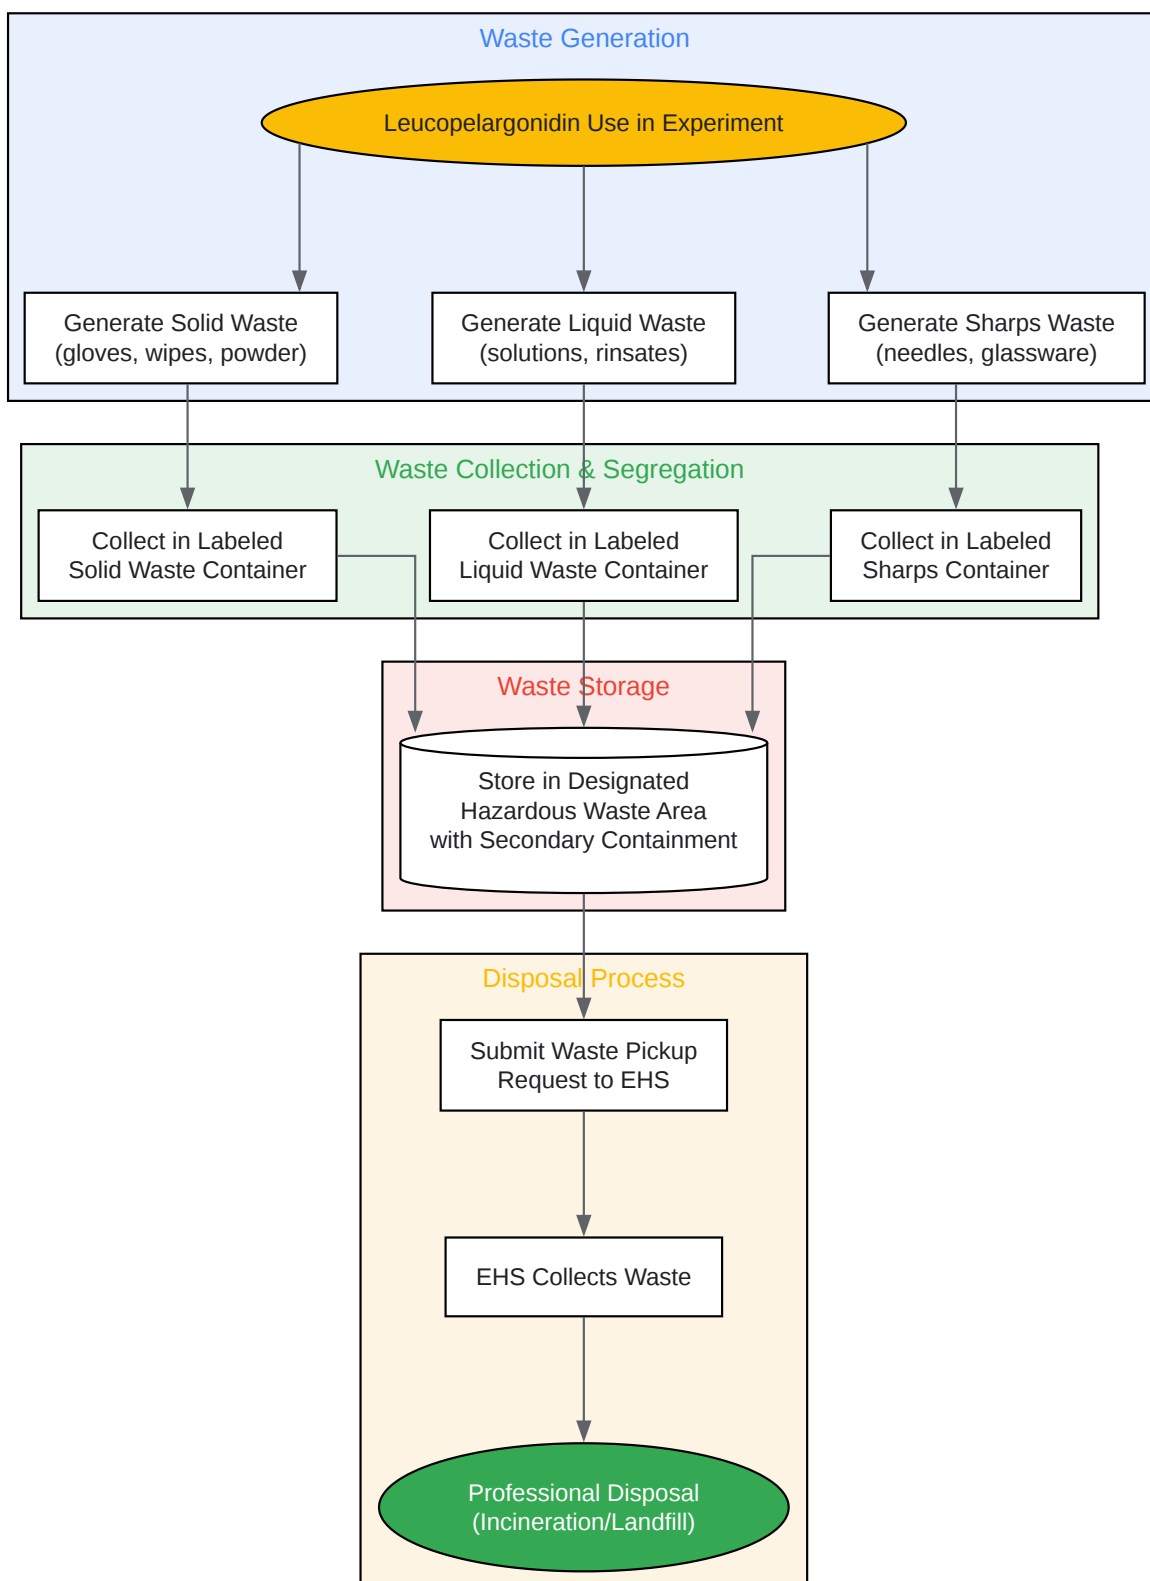 Waste Generation
Leucopelargonidin Use in Experiment
Generate Solid Waste
(gloves, wipes, powder)
Generate Liquid Waste
(solutions, rinsates)
Generate Sharps Waste
(needles, glassware)
Waste Collection & Segregation
Collect in Labeled
Solid Waste Container
Collect in Labeled
Liquid Waste Container
Collect in Labeled
Sharps Container
Waste Storage
Store in Designated
Hazardous Waste Area
with Secondary Containment
Disposal Process
Submit Waste Pickup
Request to EHS
EHS Collects Waste
Professional Disposal
(Incineration/Landfill)